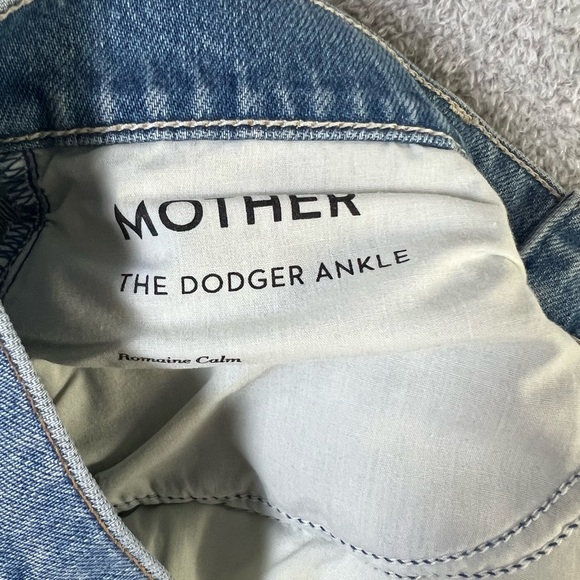 MOTHER
THE DODGER ANKLE
Romaine Calm